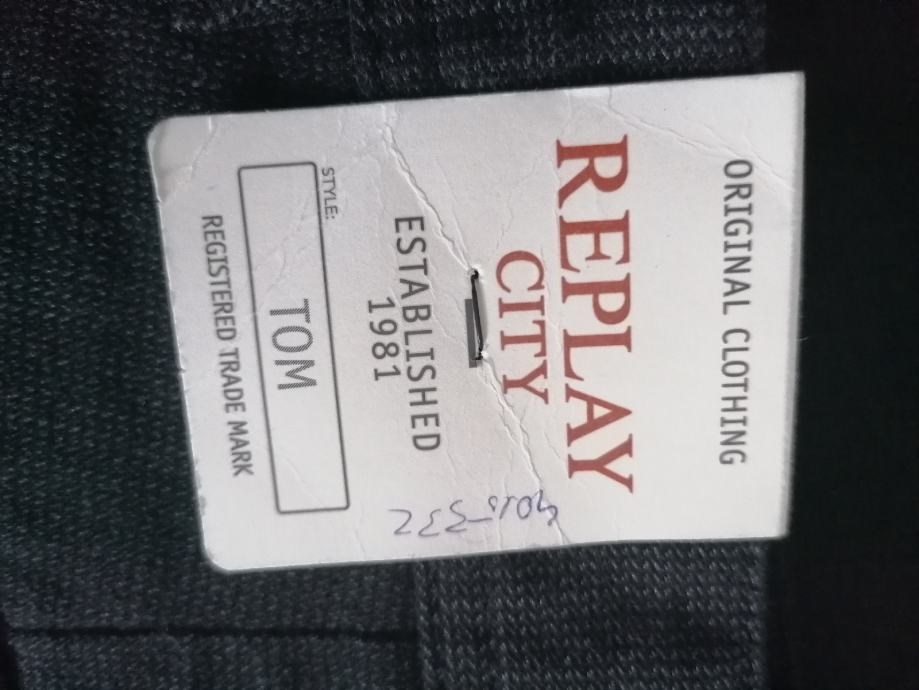 ORIGINAL CLOTHING
REPLAY
CITY
ESTABLISHED
1981
STYLE:
TOM
REGISTERED TRADE MARK